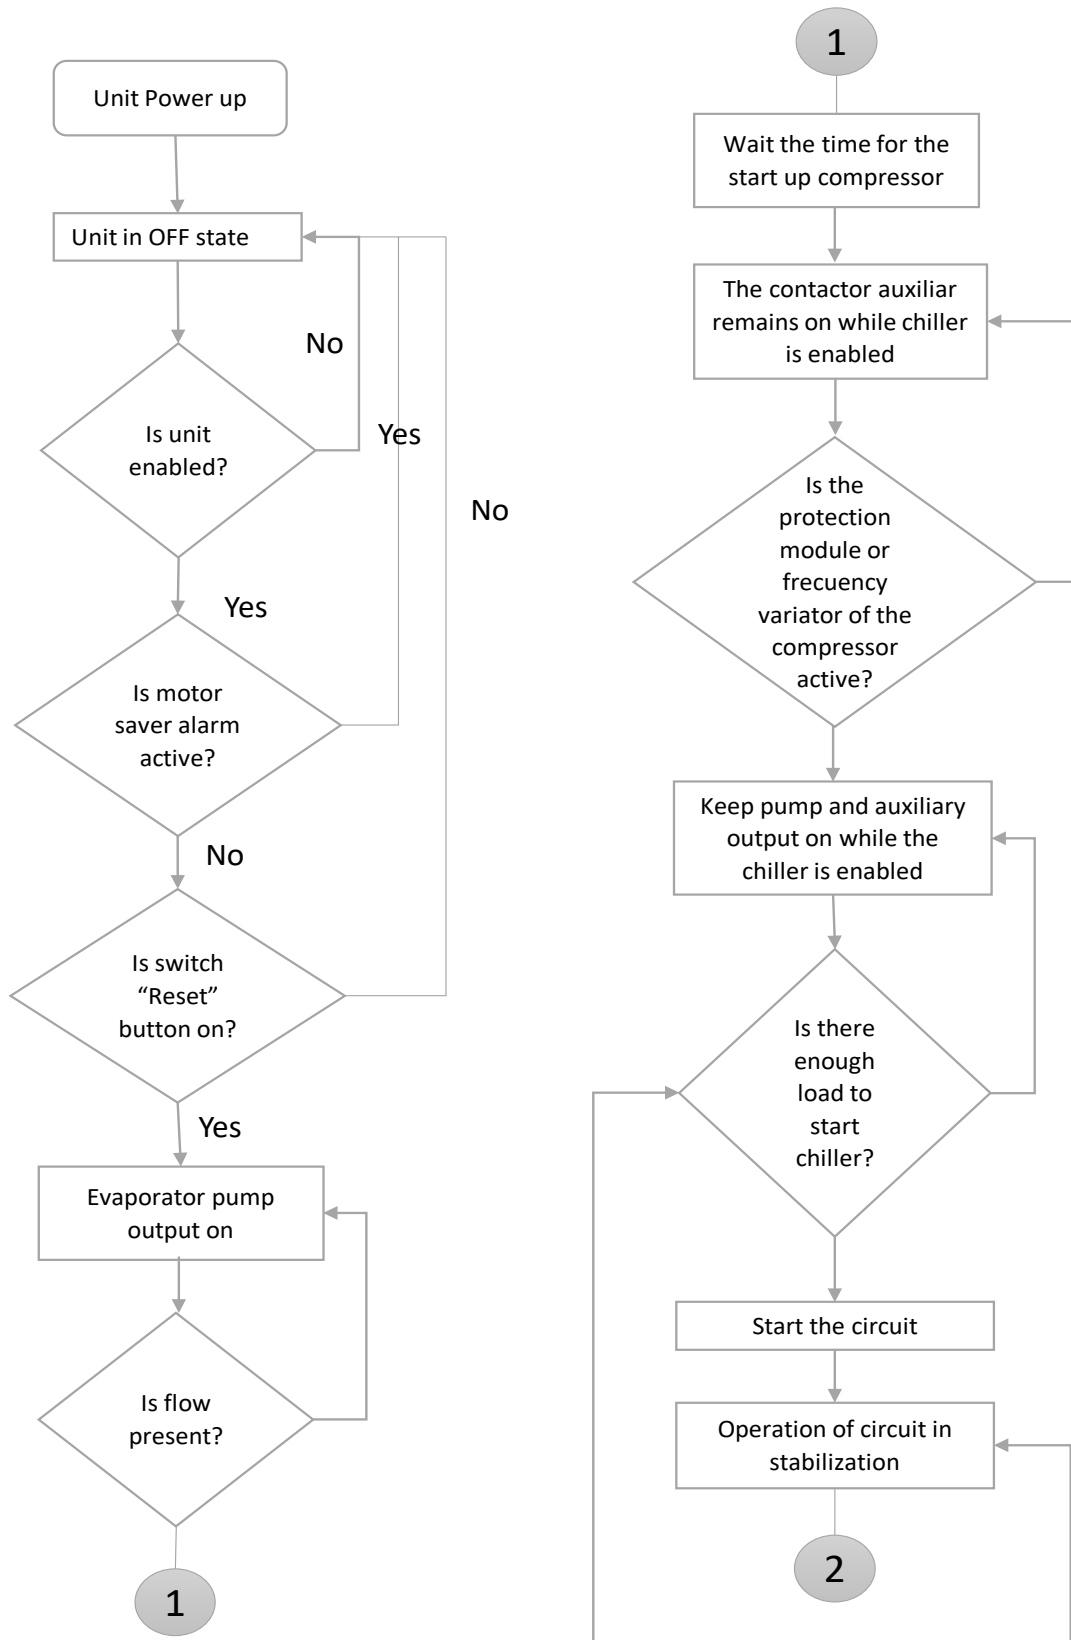 Unit Power up
Unit in OFF state
No
Is unit
enabled?
Yes
No
Yes
Is motor
saver alarm
active?
No
Is switch
“Reset”
button on?
Yes
Evaporator pump
output on
Is flow
present?
1
1
Wait the time for the
start up compressor
The contactor auxiliar
remains on while chiller
is enabled
Is the
protection
module or
frecuency
variator of the
compressor
active?
Keep pump and auxiliary
output on while the
chiller is enabled
Is there
enough
load to
start
chiller?
Start the circuit
Operation of circuit in
stabilization
2